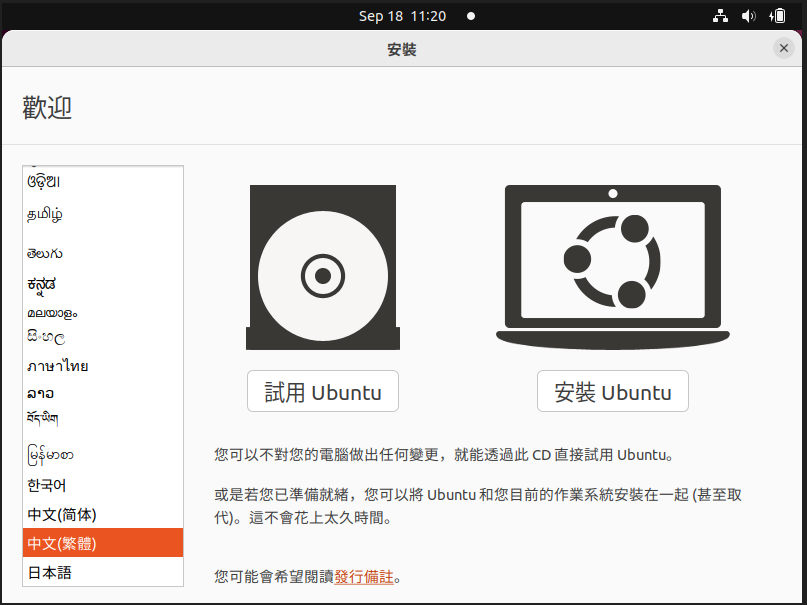 Sep 18 11:20
安裝
歡迎
ଓଡ଼ିଆ
தமிழ்
తెలుగు
ಕನ್ನಡ
മലയാളം
සිංහල
ภาษาไทย
ລາວ
བོད་ཡིག
မြန်မာစာ
한국어
中文(简体)
中文(繁體)
日本語
試用 Ubuntu
安裝 Ubuntu
您可以不對您的電腦做出任何變更，就能透過此 CD 直接試用 Ubuntu。
或是若您已準備就緒，您可以將 Ubuntu 和您目前的作業系統安裝在一起 (甚至取
代)。這不會花上太久時間。
您可能會希望閱讀發行備註。